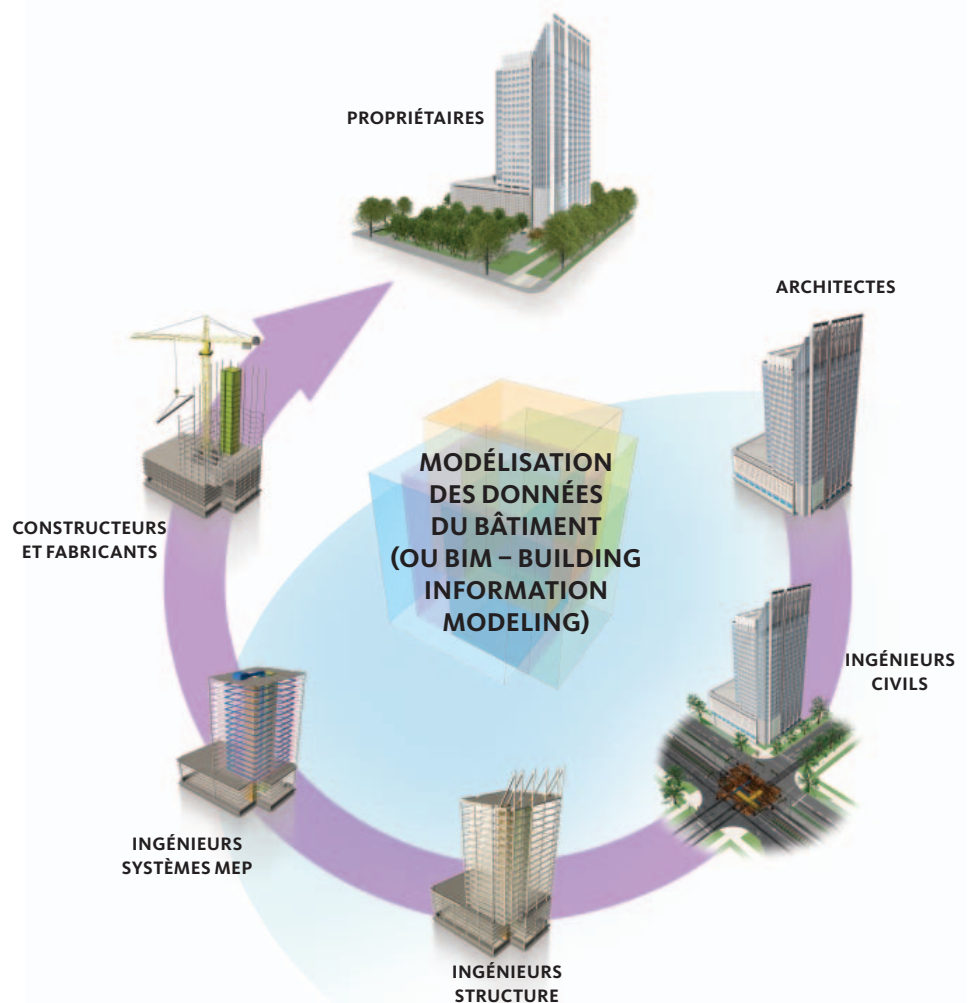 PROPRIÉTAIRES
ARCHITECTES
MODÉLISATION
DES DONNÉES
DU BÂTIMENT
(OU BIM – BUILDING
INFORMATION
MODELING)
CONSTRUCTEURS
ET FABRICANTS
INGÉNIEURS
CIVILS
INGÉNIEURS
SYSTÈMES MEP
INGÉNIEURS
STRUCTURE